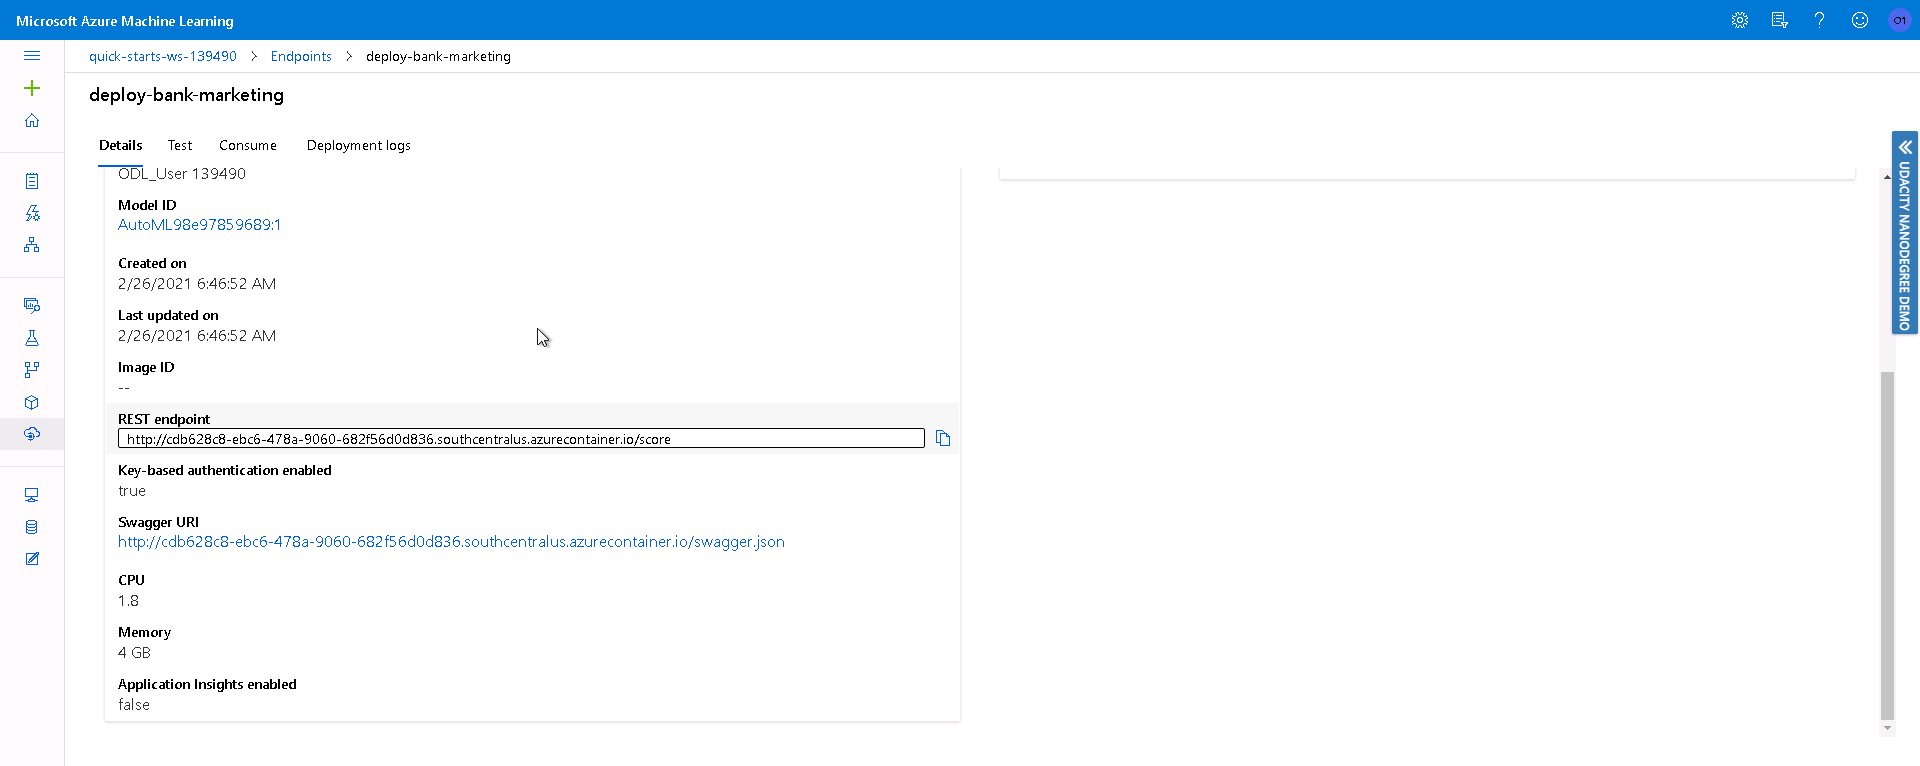 Microsoft Azure Machine Learning
01
quick-starts-ws-139490 > Endpoints > deploy-bank-marketing
deploy-bank-marketing
Details Test Consume Deployment logs
ODL_User 139490
Model ID
AutoML98e97859689:1
Created on
2/26/2021 6:46:52 AM
Last updated on
2/26/2021 6:46:52 AM
Image ID
--
REST endpoint
http://cdb628c8-ebc6-478a-9060-682f56d0d836.southcentralus.azurecontainer.io/score
Key-based authentication enabled
true
Swagger URI
http://cdb628c8-ebc6-478a-9060-682f56d0d836.southcentralus.azurecontainer.io/swagger.json
CPU
1.8
Memory
4 GB
Application Insights enabled
false
UDACITY NANODEGREE DEMO